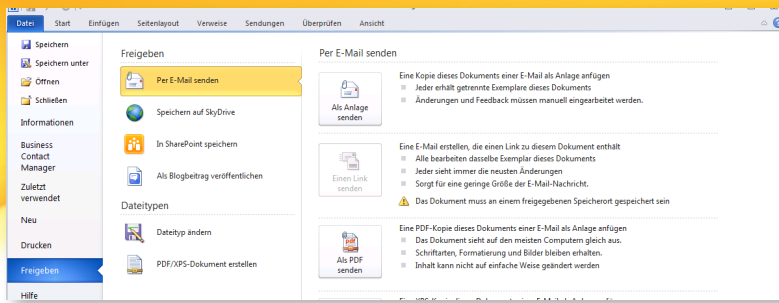 Datei Start Einfügen Seitenlayout Verweise Sendungen Überprüfen Ansicht
Speichern
Speichern unter
Öffnen
Schließen
Informationen
Business
Contact
Manager
Zuletzt
verwendet
Neu
Drucken
Freigeben
Hilfe
Freigeben
Per E-Mail senden
Speichern auf SkyDrive
In SharePoint speichern
Als Blogbeitrag veröffentlichen
Dateitypen
Dateityp ändern
PDF/XPS-Dokument erstellen
Per E-Mail senden
Als Anlage
senden
Eine Kopie dieses Dokuments einer E-Mail als Anlage anfügen
Jeder erhält getrennte Exemplare dieses Dokuments
Änderungen und Feedback müssen manuell eingearbeitet werden.
Einen Link
senden
Eine E-Mail erstellen, die einen Link zu diesem Dokument enthält
Alle bearbeiten dasselbe Exemplar dieses Dokuments
Jeder sieht immer die neusten Änderungen
Sorgt für eine geringe Größe der E-Mail-Nachricht.
Das Dokument muss an einem freigegebenen Speicherort gespeichert sein
pdf
Als PDF
senden
Eine PDF-Kopie dieses Dokuments einer E-Mail als Anlage anfügen
Das Dokument sieht auf den meisten Computern gleich aus.
Schriftarten, Formatierung und Bilder bleiben erhalten.
Inhalt kann nicht auf einfache Weise geändert werden